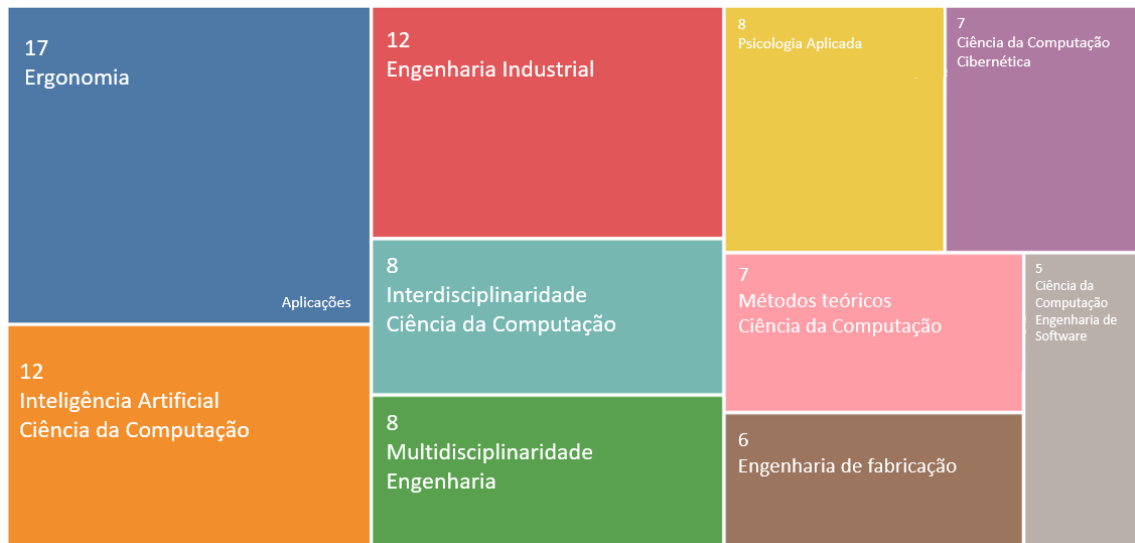 17
Ergonomia
Aplicações
12
Inteligência Artificial
Ciência da Computação
12
Engenharia Industrial
8
Interdisciplinaridade
Ciência da Computação
8
Multidisciplinaridade
Engenharia
8
Psicologia Aplicada
7
Ciência da Computação
Cibernética
7
Métodos teóricos
Ciência da Computação
6
Engenharia de fabricação
5
Ciência da
Computação
Engenharia de
Software